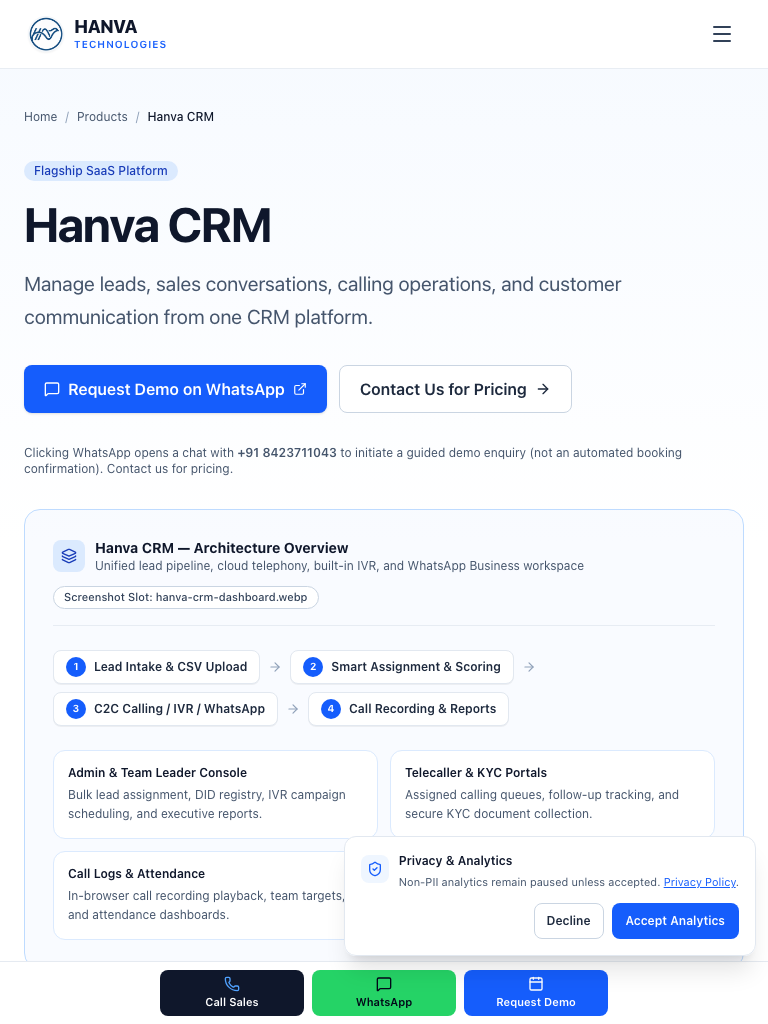 HANVA
TECHNOLOGIES
Home / Products / Hanva CRM
Flagship SaaS Platform
Hanva CRM
Manage leads, sales conversations, calling operations, and customer
communication from one CRM platform.
Request Demo on WhatsApp
Contact Us for Pricing →
Clicking WhatsApp opens a chat with +91 8423711043 to initiate a guided demo enquiry (not an automated booking
confirmation). Contact us for pricing.
Hanva CRM — Architecture Overview
Unified lead pipeline, cloud telephony, built-in IVR, and WhatsApp Business workspace
Screenshot Slot: hanva-crm-dashboard.webp
1 Lead Intake & CSV Upload → 2 Smart Assignment & Scoring →
3 C2C Calling / IVR / WhatsApp → 4 Call Recording & Reports
Admin & Team Leader Console
Bulk lead assignment, DID registry, IVR campaign
scheduling, and executive reports.
Telecaller & KYC Portals
Assigned calling queues, follow-up tracking, and
secure KYC document collection.
Call Logs & Attendance
In-browser call recording playback, team targets,
and attendance dashboards.
Privacy & Analytics
Non-PII analytics remain paused unless accepted. Privacy Policy.
Decline
Accept Analytics
Call Sales
WhatsApp
Request Demo